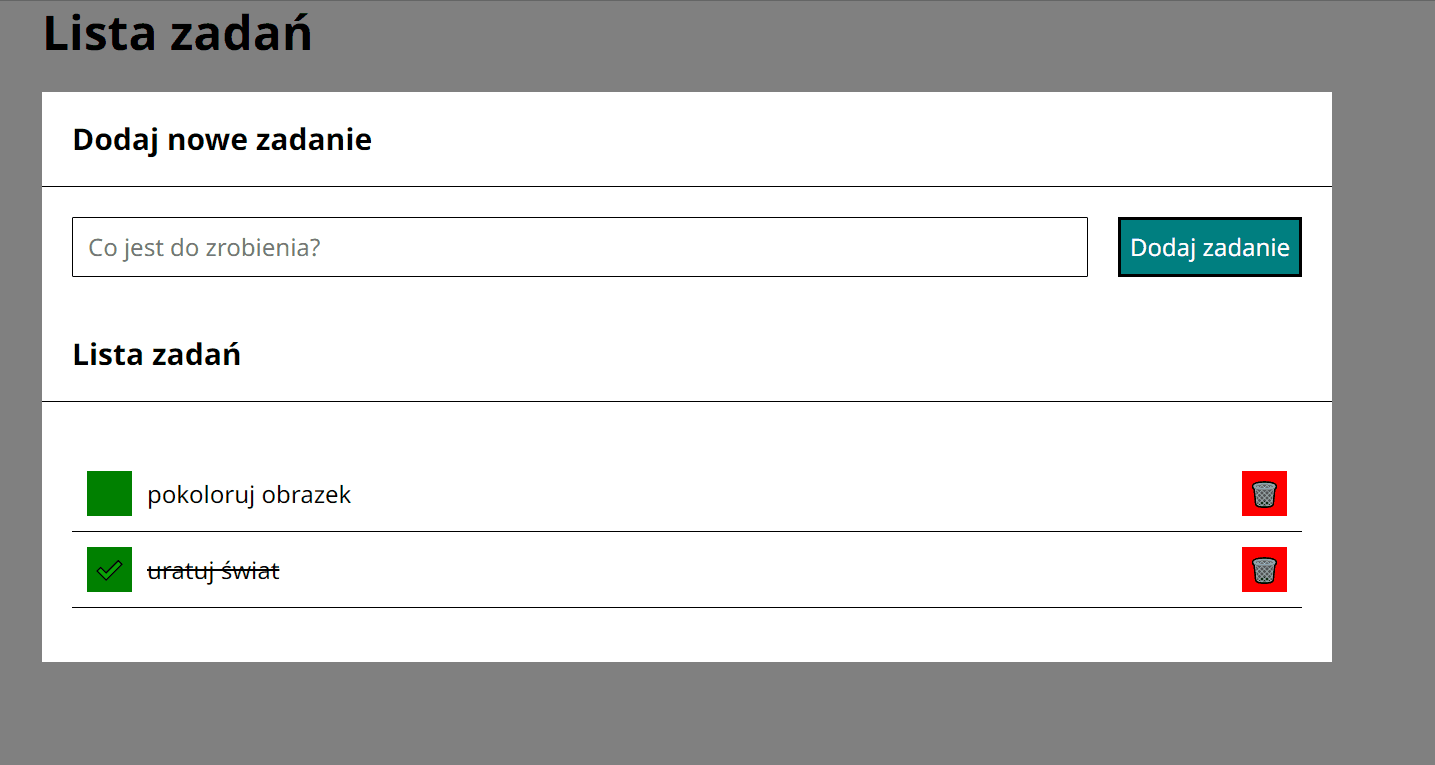 Lista zadań
Dodaj nowe zadanie
Co jest do zrobienia?
Dodaj zadanie
Lista zadań
pokoloruj obrazek
uratuj świat